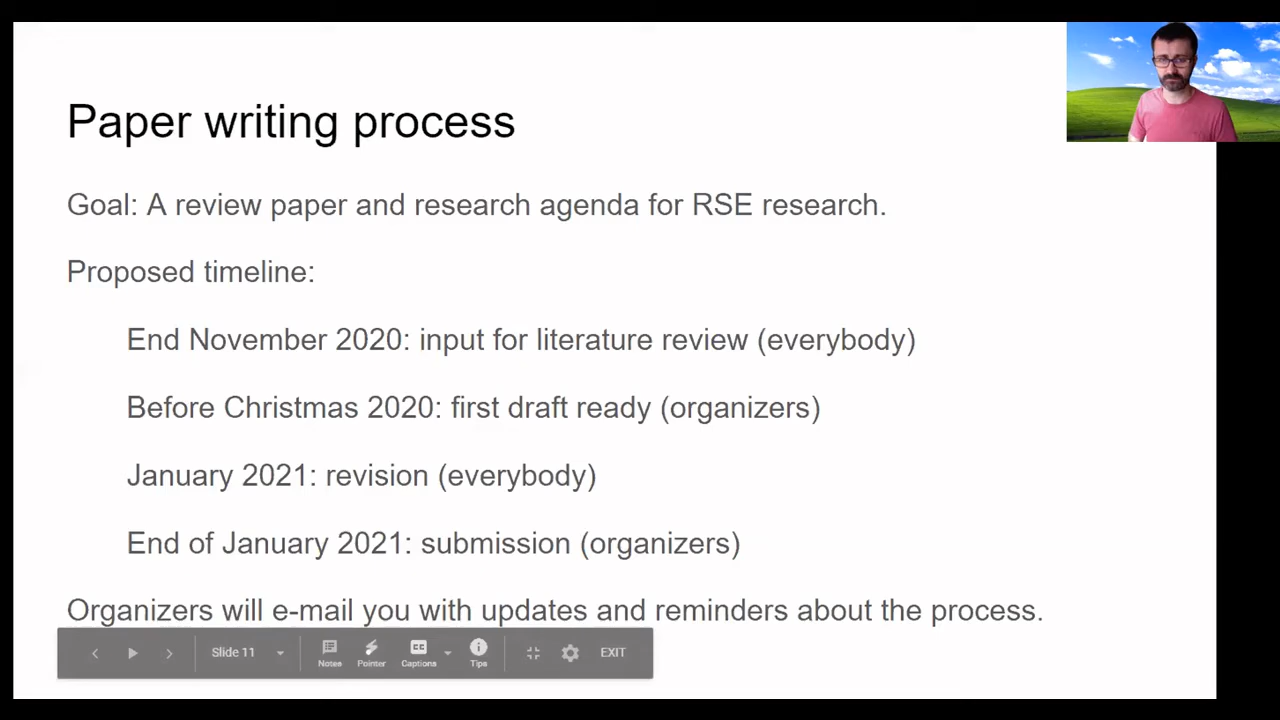 Paper writing process
Goal: A review paper and research agenda for RSE research.
Proposed timeline:
End November 2020: input for literature review (everybody)
Before Christmas 2020: first draft ready (organizers)
January 2021: revision (everybody)
End of January 2021: submission (organizers)
Organizers will e-mail you with updates and reminders about the process.
Slide 11
Notes
Pointer
CC
Captions
Tips
EXIT